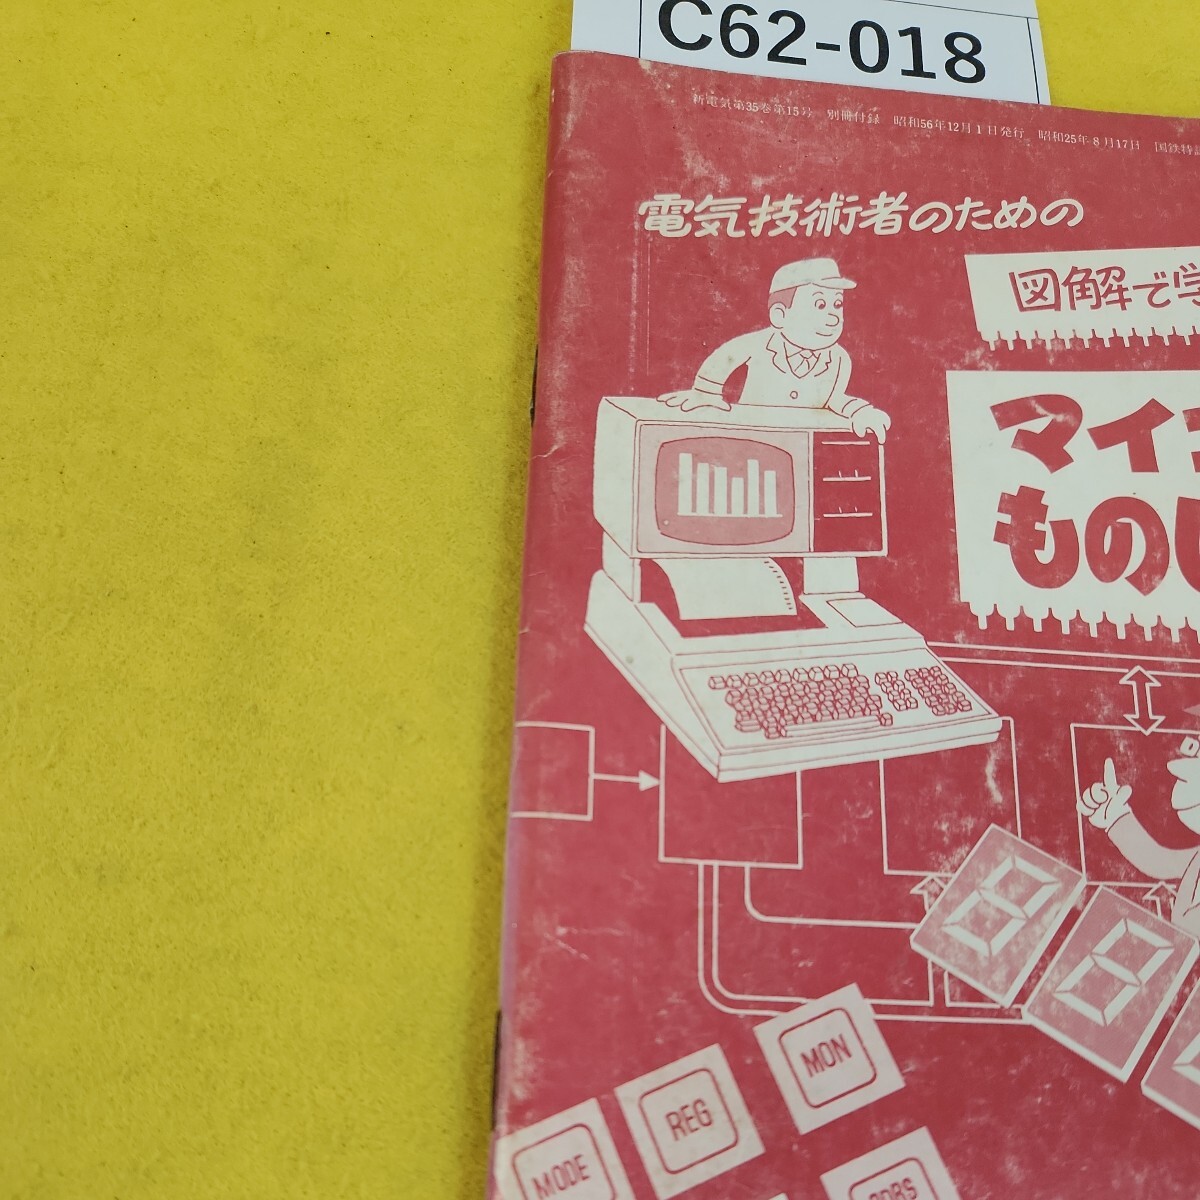 C62-018
新電気第35巻第15号 別冊付録 昭和56年12月1日発行 昭和25年8月17日 国鉄特
電気技術者のための
図解で学
マイ
ものし
MON
REG
MODE